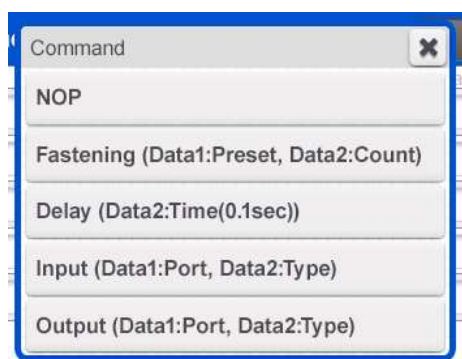 Command
NOP
Fastening (Data1:Preset, Data2:Count)
Delay (Data2:Time(0.1sec))
Input (Data1:Port, Data2:Type)
Output (Data1:Port, Data2:Type)